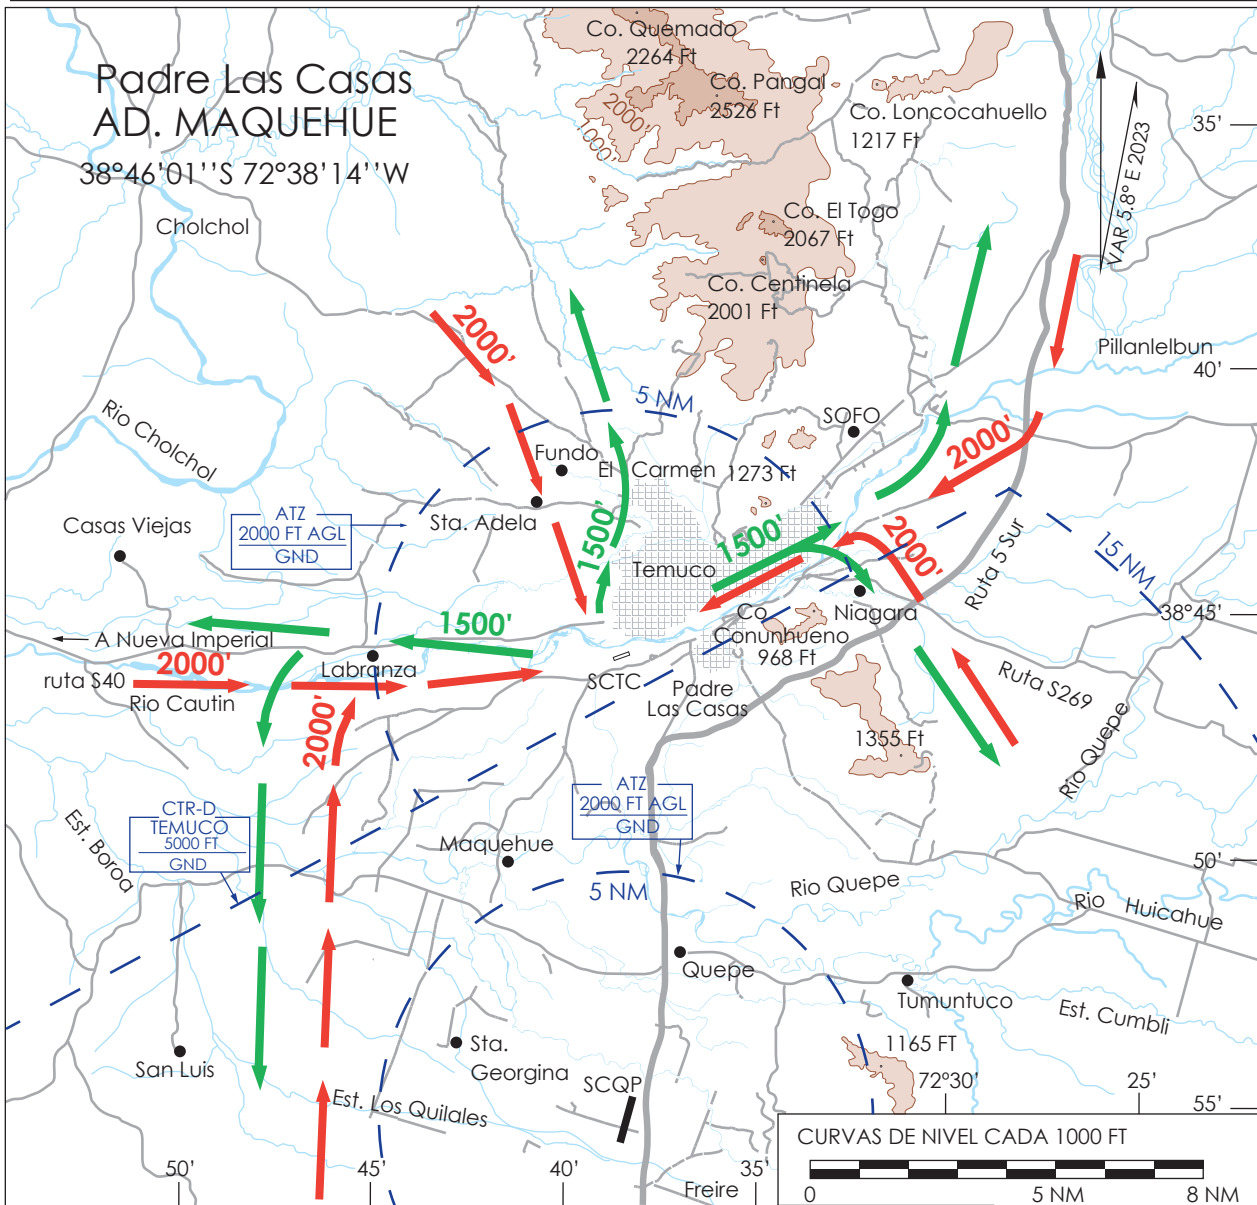 Padre Las Casas
AD. MAQUEHUE
38°46'01''S 72°38'14''W
Co. Quemado
2264 Ft
Co. Pangal
2526 Ft
2000'
1000'
Co. Loncocahuello
1217 Ft
35'
VAR 5.8° E 2023
Cholchol
Co. El Togo
2067 Ft
Co. Centinela
2001 Ft
2000'
Pillanlelbun
40'
5 NM
Rio Cholchol
SOFO
2000'
Fundo
El Carmen
1273 Ft
Sta. Adela
ATZ
2000 FT AGL
GND
Casas Viejas
1500'
1500'
2000'
15 NM
Temuco
Ruta 5 Sur
Niagara
38°45'
Co.
Conunhueno
968 Ft
A Nueva Imperial
1500'
2000'
Labranza
ruta S40
Rio Cautin
SCTC
Padre
Las Casas
Ruta S269
2000'
1355 Ft
Rio Quepe
ATZ
2000 FT AGL
GND
CTR-D
TEMUCO
5000 FT
GND
Est. Boroa
Maquehue
50'
5 NM
Rio Quepe
Rio Huicahue
Quepe
Tumuntuco
Est. Cumbli
San Luis
Sta.
Georgina
1165 FT
SCQP
72°30'
25'
55'
Est. Los Quilales
CURVAS DE NIVEL CADA 1000 FT
50'
45'
40'
35'
Freire
0
5 NM
8 NM